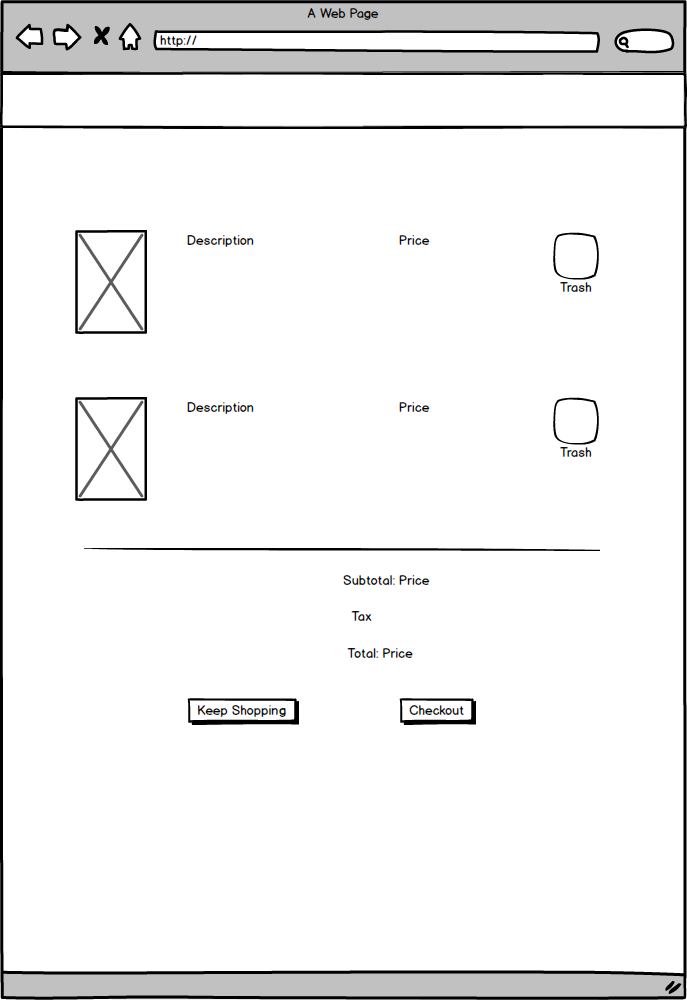 A Web Page
http://
Description Price
Trash
Description Price
Trash
Subtotal: Price
Tax
Total: Price
Keep Shopping Checkout